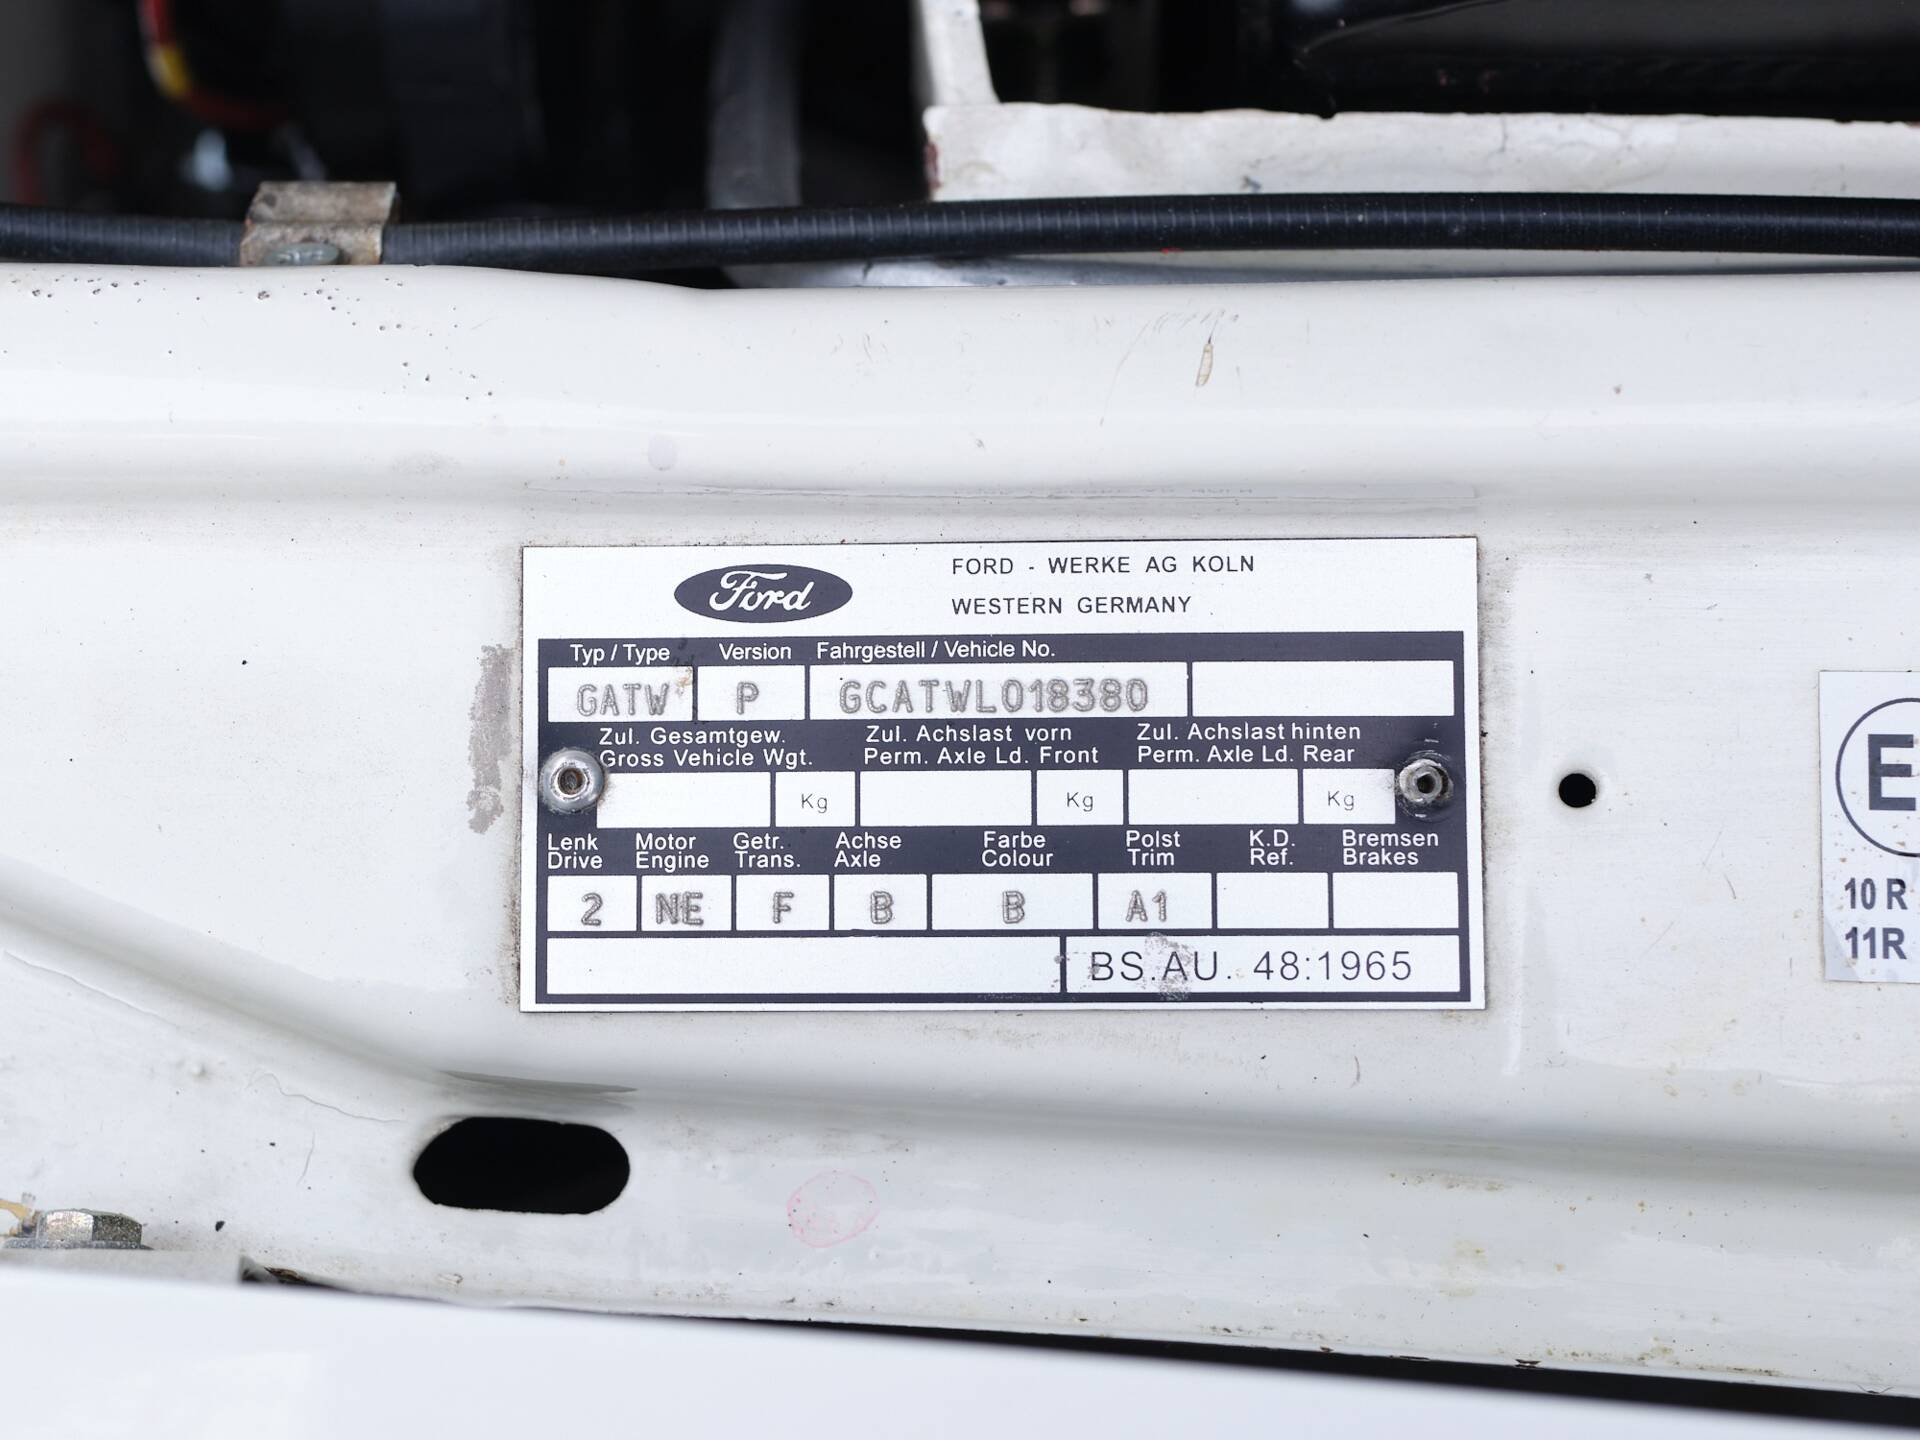 Ford
FORD - WERKE AG KOLN
WESTERN GERMANY
Typ / Type Version Fahrgestell / Vehicle No.
GATW P GCATWL018380
Zul. Gesamtgew. Zul. Achslast vorn Zul. Achslast hinten
Gross Vehicle Wgt. Perm. Axle Ld. Front Perm. Axle Ld. Rear
Kg Kg Kg
Lenk Motor Getr. Achse Farbe Polst K.D. Bremsen
Drive Engine Trans. Axle Colour Trim Ref. Brakes
2 NE F B B A1
BS.AU. 48:1965
E
10 R
11R